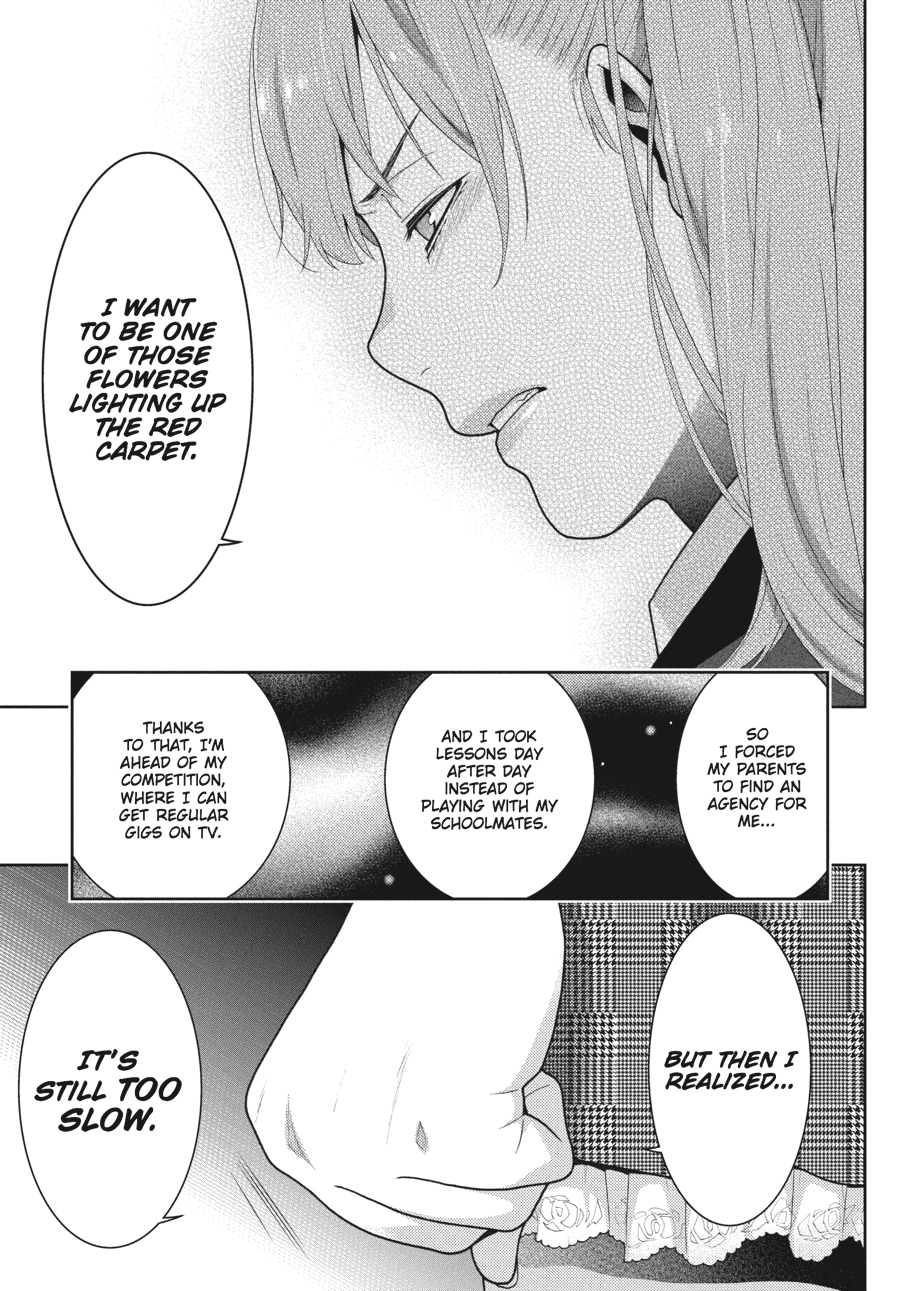 I WANT
TO BE ONE
OF THOSE
FLOWERS
LIGHTING UP
THE RED
CARPET.
SO
I FORCED
MY PARENTS
TO FIND AN
AGENCY FOR
ME...
AND I TOOK
LESSONS DAY
AFTER DAY
INSTEAD OF
PLAYING WITH MY
SCHOOLMATES.
THANKS
TO THAT, I'M
AHEAD OF MY
COMPETITION,
WHERE I CAN
GET REGULAR
GIGS ON TV.
BUT THEN I
REALIZED...
IT'S
STILL TOO
SLOW.